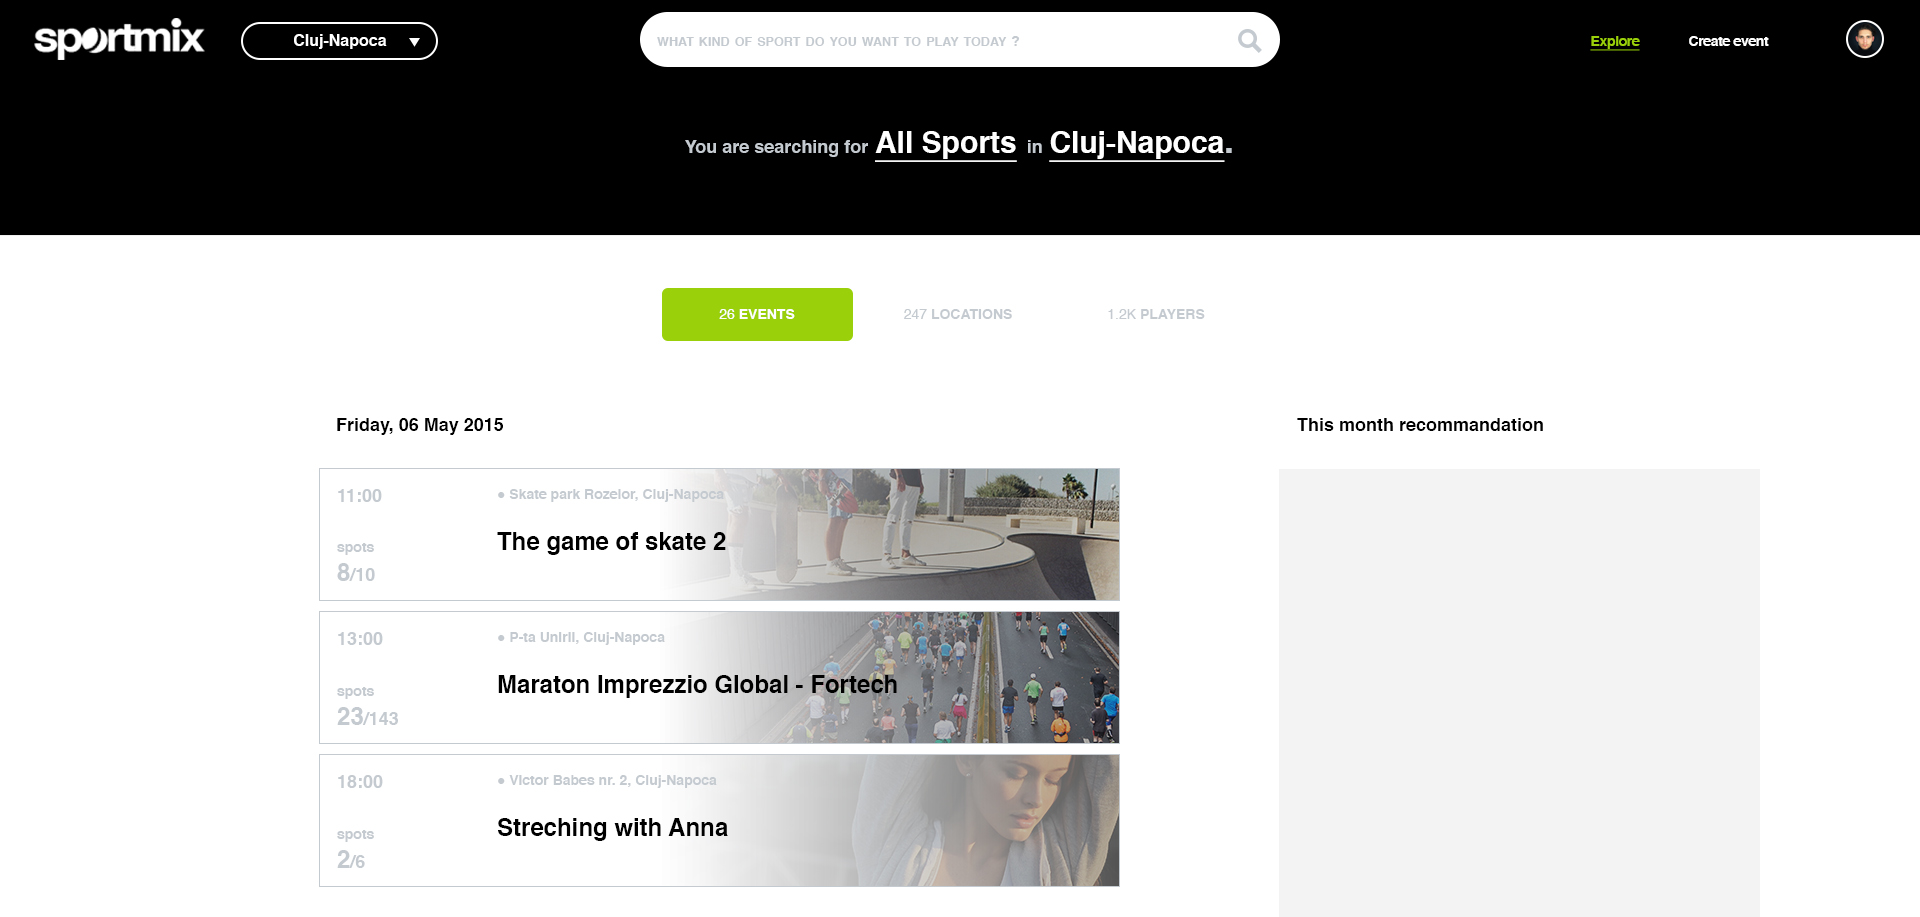 sportmix
Cluj-Napoca
WHAT KIND OF SPORT DO YOU WANT TO PLAY TODAY ?
Explore
Create event
You are searching for All Sports in Cluj-Napoca.
26 EVENTS
247 LOCATIONS
1.2K PLAYERS
Friday, 06 May 2015
This month recommandation
11:00
● Skate park Rozelor, Cluj-Napoca
The game of skate 2
spots
8/10
13:00
● P-ta Unirii, Cluj-Napoca
Maraton Imprezzio Global - Fortech
spots
23/143
18:00
● Victor Babes nr. 2, Cluj-Napoca
Streching with Anna
spots
2/6